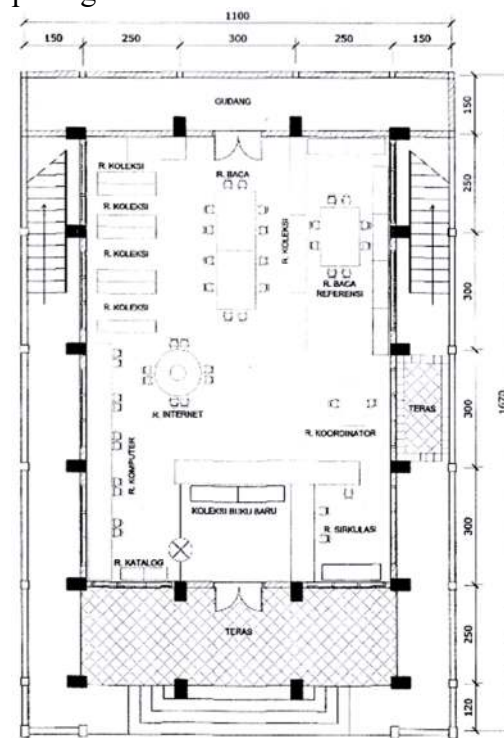 1100
150 250 300 250 150
GUDANG
150
R. KOLEKSI
R. BACA
250
R. KOLEKSI
R. KOLEKSI
R. KOLEKSI
R. BACA
REFERENSI
300
R. KOLEKSI
1670
TERAS
300
R. INTERNET
R. KOORDINATOR
R. KOMPUTER
KOLEKSI BUKU BARU
R. SIRKULASI
300
R. KATALOG
TERAS
250
120